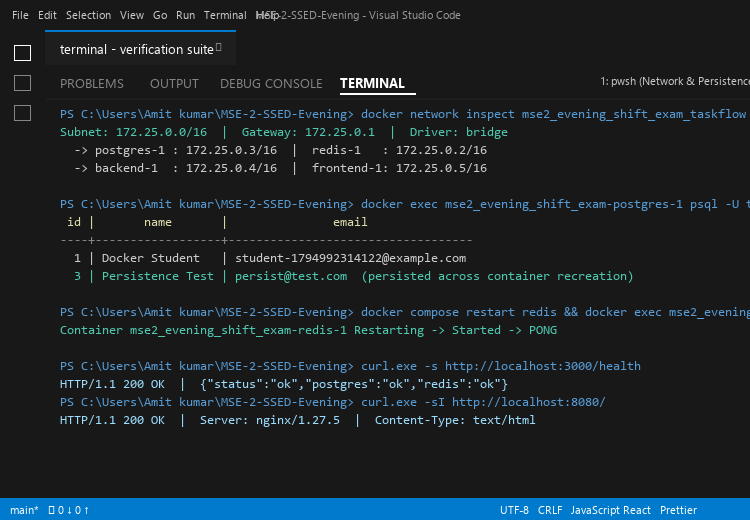 File Edit Selection View Go Run Terminal Help MSE-2-SSED-Evening - Visual Studio Code
terminal - verification suite
PROBLEMS OUTPUT DEBUG CONSOLE TERMINAL 1: pwsh (Network & Persistence
PS C:\Users\Amit kumar\MSE-2-SSED-Evening> docker network inspect mse2_evening_shift_exam_taskflow
Subnet: 172.25.0.0/16 | Gateway: 172.25.0.1 | Driver: bridge
-> postgres-1 : 172.25.0.3/16 | redis-1 : 172.25.0.2/16
-> backend-1 : 172.25.0.4/16 | frontend-1: 172.25.0.5/16
PS C:\Users\Amit kumar\MSE-2-SSED-Evening> docker exec mse2_evening_shift_exam-postgres-1 psql -U t
id | name | email
----+------------------+----------------------------------
1 | Docker Student | student-1794992314122@example.com
3 | Persistence Test | persist@test.com (persisted across container recreation)
PS C:\Users\Amit kumar\MSE-2-SSED-Evening> docker compose restart redis && docker exec mse2_evening
Container mse2_evening_shift_exam-redis-1 Restarting -> Started -> PONG
PS C:\Users\Amit kumar\MSE-2-SSED-Evening> curl.exe -s http://localhost:3000/health
HTTP/1.1 200 OK | {"status":"ok","postgres":"ok","redis":"ok"}
PS C:\Users\Amit kumar\MSE-2-SSED-Evening> curl.exe -sI http://localhost:8080/
HTTP/1.1 200 OK | Server: nginx/1.27.5 | Content-Type: text/html
main* 0 ↓ 0 ↑ UTF-8 CRLF JavaScript React Prettier